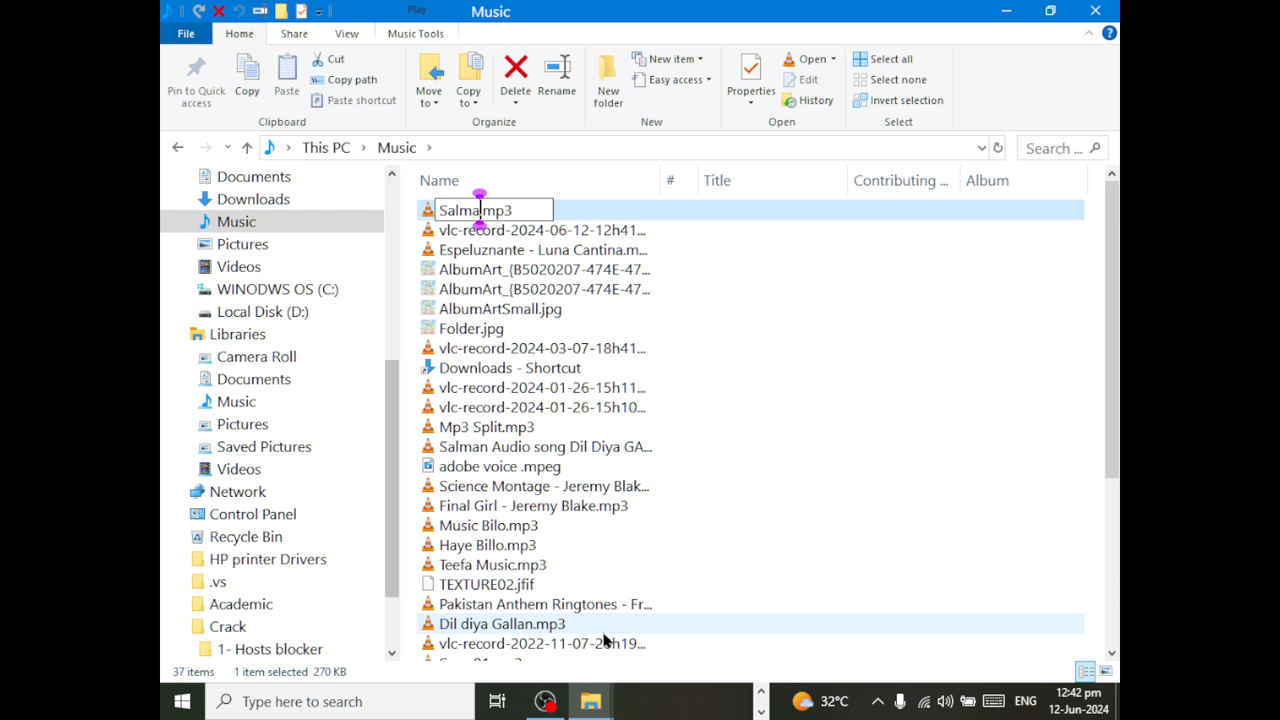 Play
Music
File
Home
Share
View
Music Tools
Pin to Quick access
Copy
Paste
Cut
Copy path
Paste shortcut
Clipboard
Move to
Copy to
Delete
Rename
Organize
New folder
New item
Easy access
New
Properties
Open
Edit
History
Open
Select all
Select none
Invert selection
Select
This PC
Music
Search ...
Documents
Downloads
Music
Pictures
Videos
WINODWS OS (C:)
Local Disk (D:)
Libraries
Camera Roll
Documents
Music
Pictures
Saved Pictures
Videos
Network
Control Panel
Recycle Bin
HP printer Drivers
.vs
Academic
Crack
1- Hosts blocker
Name # Title Contributing ... Album
Salma.mp3
vlc-record-2024-06-12-12h41...
Espeluznante - Luna Cantina.m...
AlbumArt_{B5020207-474E-47...
AlbumArt_{B5020207-474E-47...
AlbumArtSmall.jpg
Folder.jpg
vlc-record-2024-03-07-18h41...
Downloads - Shortcut
vlc-record-2024-01-26-15h11...
vlc-record-2024-01-26-15h10...
Mp3 Split.mp3
Salman Audio song Dil Diya GA...
adobe voice .mpeg
Science Montage - Jeremy Blak...
Final Girl - Jeremy Blake.mp3
Music Bilo.mp3
Haye Billo.mp3
Teefa Music.mp3
TEXTURE02.jfif
Pakistan Anthem Ringtones - Fr...
Dil diya Gallan.mp3
37 items
1 item selected 270 KB
Type here to search
32°C
ENG
12:42 pm
12-Jun-2024